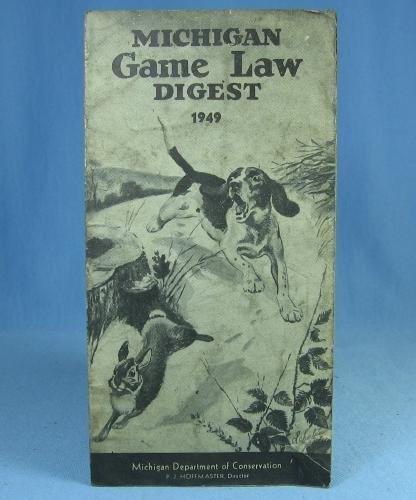 MICHIGAN
Game Law
DIGEST
1949
Michigan Department of Conservation
P. J. HOFFMASTER, Director